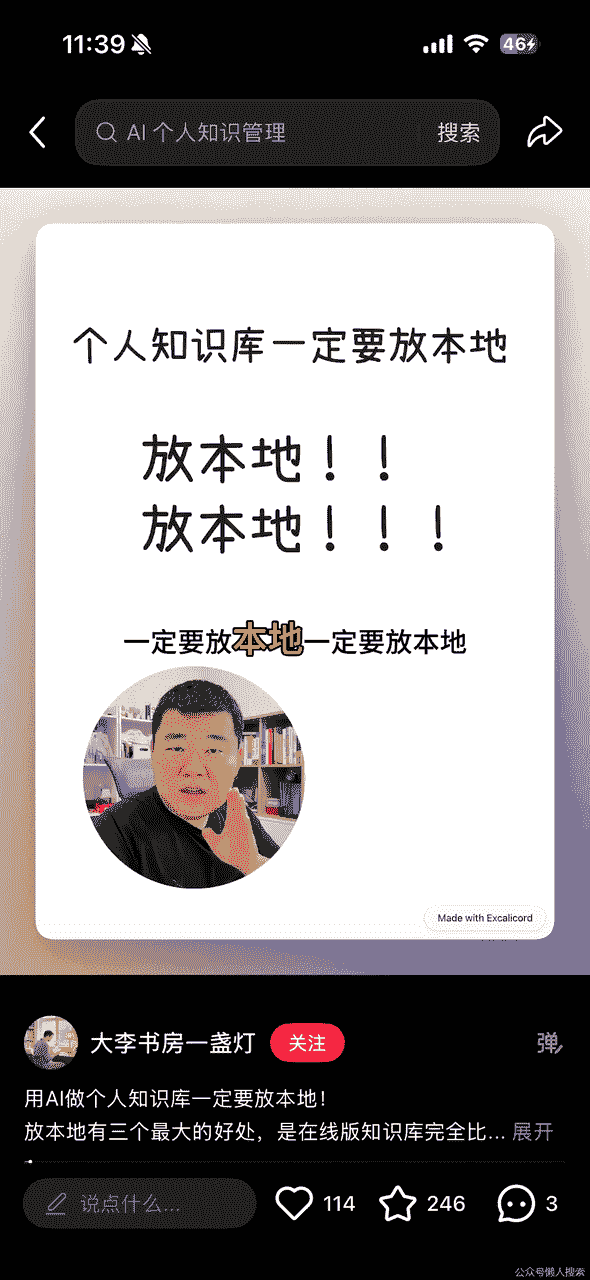 11:39
46
AI 个人知识管理
搜索
个人知识库一定要放本地
放本地！！
放本地！！！
一定要放本地一定要放本地
Made with Excalicord
大李书房一盏灯
关注
弹
用AI做个人知识库一定要放本地！
放本地有三个最大的好处，是在线版知识库完全比... 展开
说点什么...
114
246
3
公众号懒人搜索